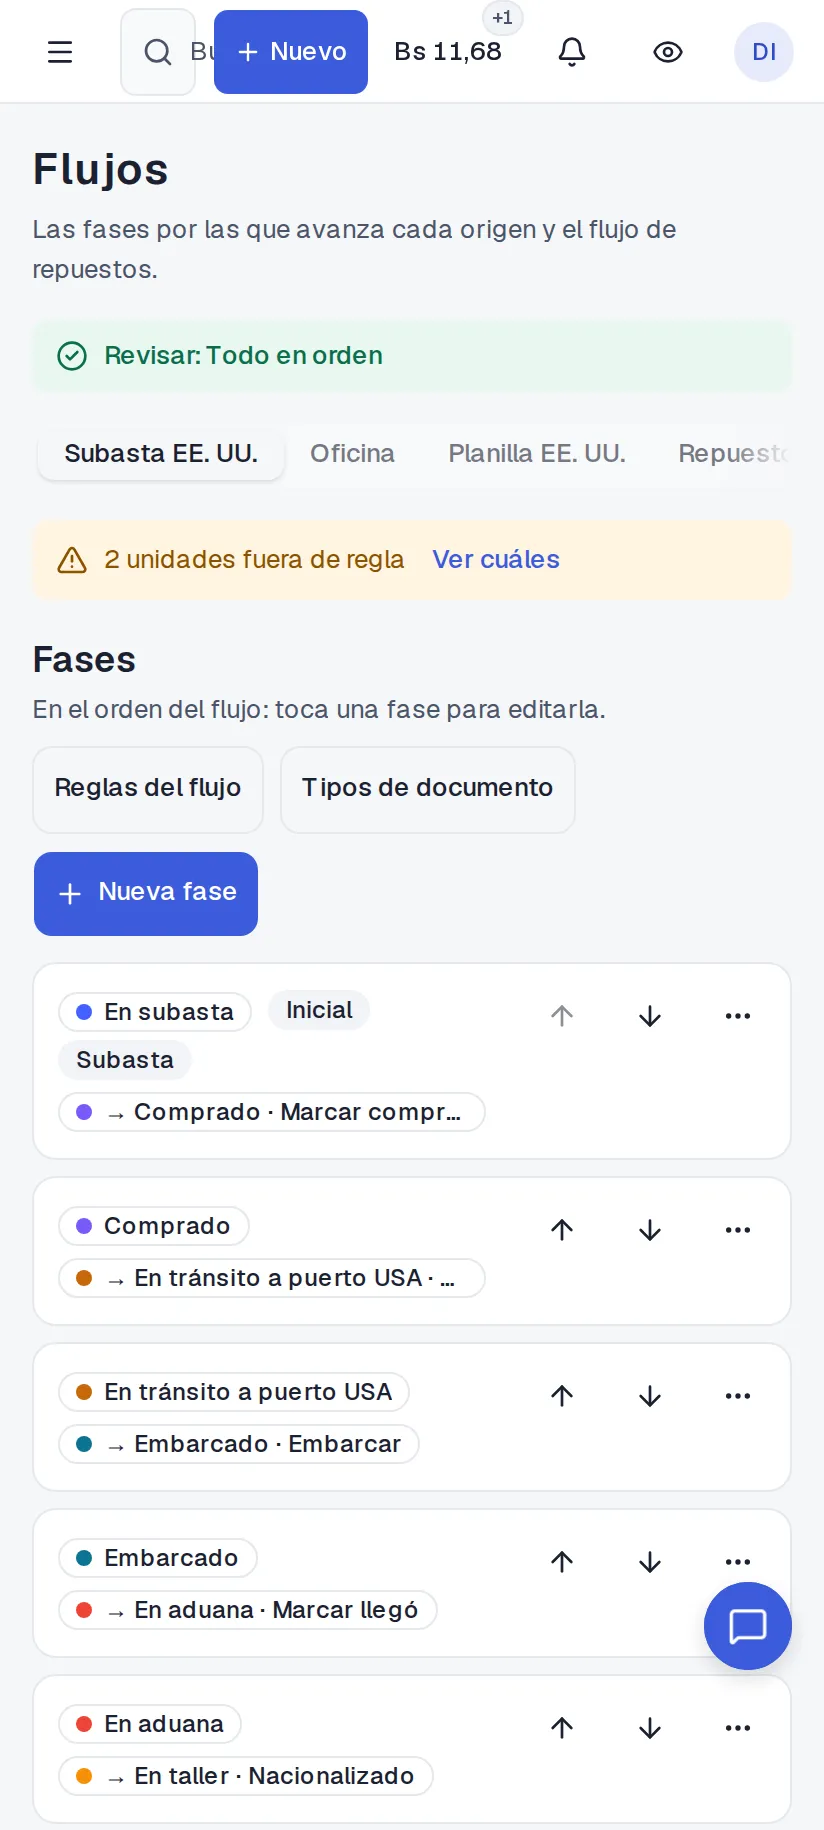 Bu
+ Nuevo
Bs 11,68
+1
DI
Flujos
Las fases por las que avanza cada origen y el flujo de
repuestos.
Revisar: Todo en orden
Subasta EE. UU.
Oficina
Planilla EE. UU.
Repuesto
2 unidades fuera de regla
Ver cuáles
Fases
En el orden del flujo: toca una fase para editarla.
Reglas del flujo
Tipos de documento
+ Nueva fase
En subasta
Inicial
Subasta
→ Comprado · Marcar compr...
Comprado
→ En tránsito a puerto USA · ...
En tránsito a puerto USA
→ Embarcado · Embarcar
Embarcado
→ En aduana · Marcar llegó
En aduana
→ En taller · Nacionalizado